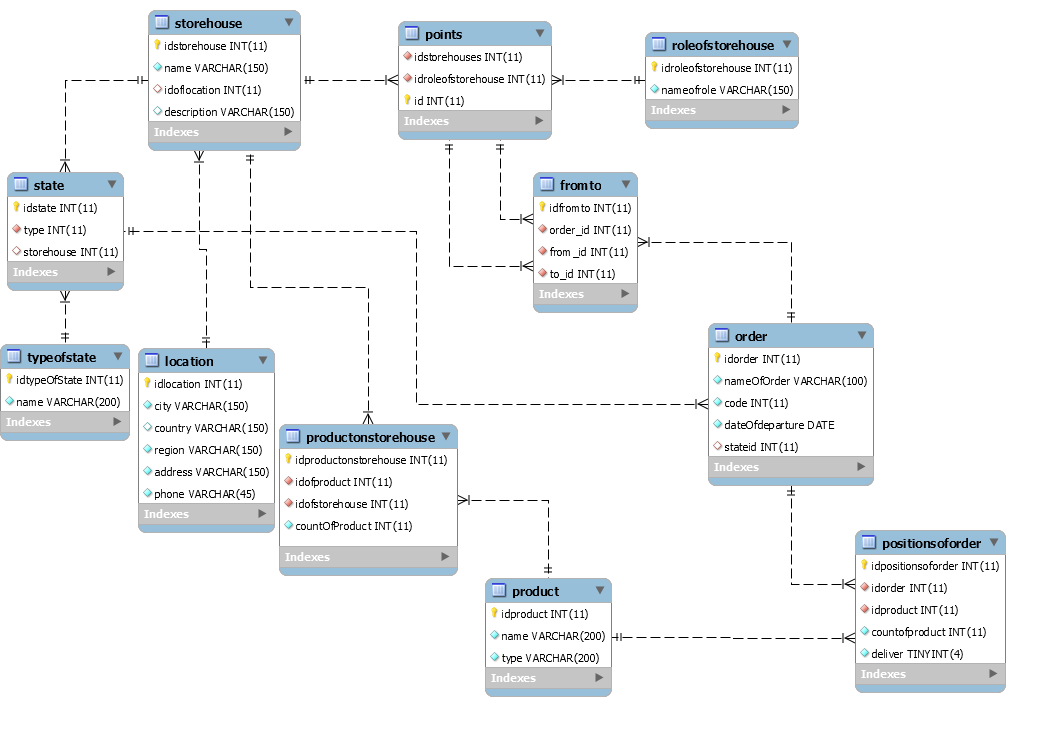 storehouse
idstorehouse INT(11)
name VARCHAR(150)
idoflocation INT(11)
description VARCHAR(150)
Indexes
points
idstorehouses INT(11)
idroleofstorehouse INT(11)
id INT(11)
Indexes
roleofstorehouse
idroleofstorehouse INT(11)
nameofrole VARCHAR(150)
Indexes
state
idstate INT(11)
type INT(11)
storehouse INT(11)
Indexes
fromto
idfromto INT(11)
order_id INT(11)
from_id INT(11)
to_id INT(11)
Indexes
typeofstate
idtypeOfState INT(11)
name VARCHAR(200)
Indexes
location
idlocation INT(11)
city VARCHAR(150)
country VARCHAR(150)
region VARCHAR(150)
address VARCHAR(150)
phone VARCHAR(45)
Indexes
order
idorder INT(11)
nameOfOrder VARCHAR(100)
code INT(11)
dateOfdeparture DATE
stateid INT(11)
Indexes
productonstorehouse
idproductonstorehouse INT(11)
idofproduct INT(11)
idofstorehouse INT(11)
countOfProduct INT(11)
Indexes
product
idproduct INT(11)
name VARCHAR(200)
type VARCHAR(200)
Indexes
positionsoforder
idpositionsoforder INT(11)
idorder INT(11)
idproduct INT(11)
countofproduct INT(11)
deliver TINYINT(4)
Indexes